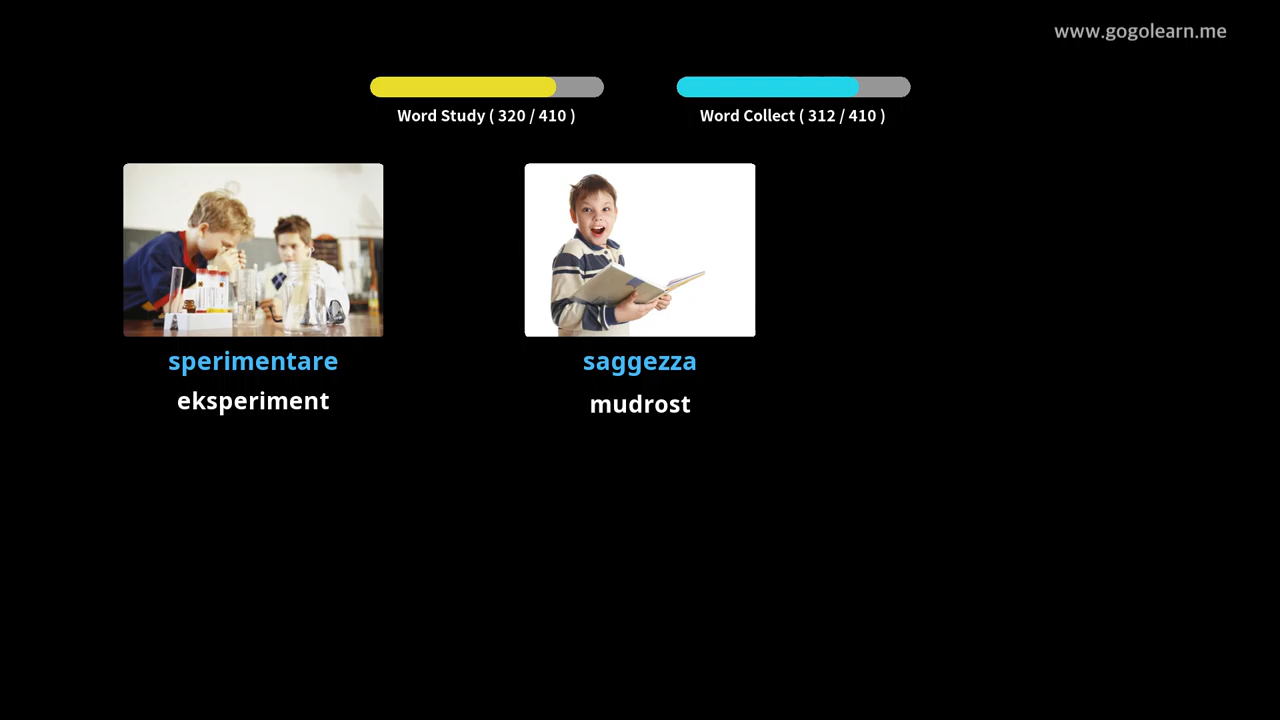 www.gogolearn.me
Word Study ( 320 / 410 )
Word Collect ( 312 / 410 )
sperimentare
eksperiment
saggezza
mudrost